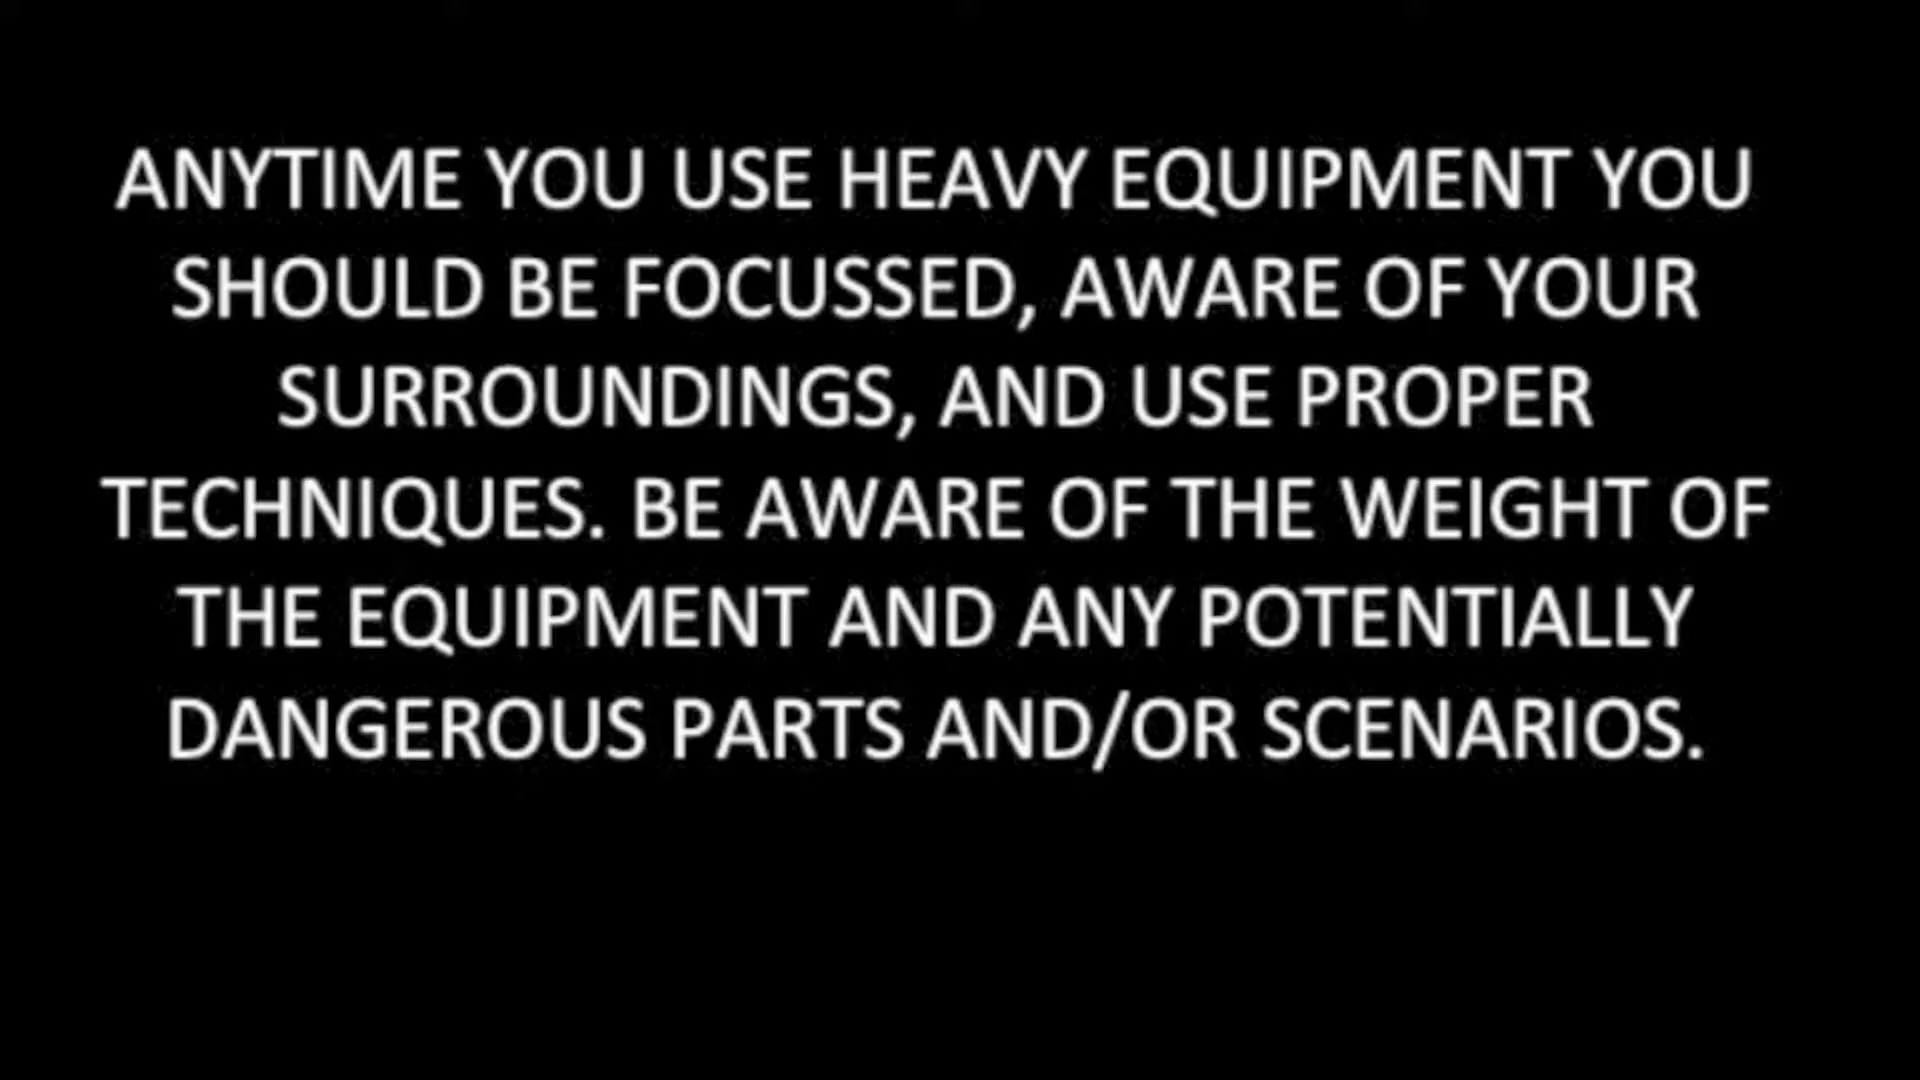 ANYTIME YOU USE HEAVY EQUIPMENT YOU
SHOULD BE FOCUSSED, AWARE OF YOUR
SURROUNDINGS, AND USE PROPER
TECHNIQUES. BE AWARE OF THE WEIGHT OF
THE EQUIPMENT AND ANY POTENTIALLY
DANGEROUS PARTS AND/OR SCENARIOS.